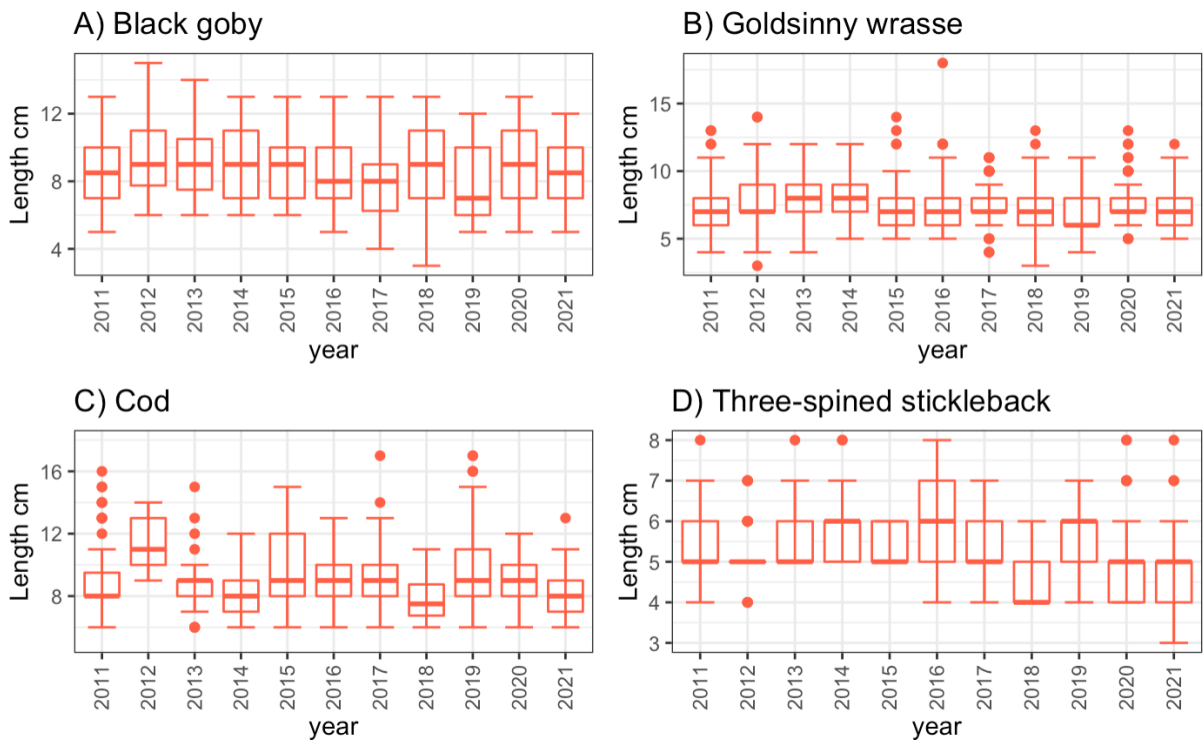 A) Black goby
Length cm
12
8
4
2011 2012 2013 2014 2015 2016 2017 2018 2019 2020 2021
year
B) Goldsinny wrasse
Length cm
15
10
5
2011 2012 2013 2014 2015 2016 2017 2018 2019 2020 2021
year
C) Cod
Length cm
16
12
8
2011 2012 2013 2014 2015 2016 2017 2018 2019 2020 2021
year
D) Three-spined stickleback
Length cm
8
7
6
5
4
3
2011 2012 2013 2014 2015 2016 2017 2018 2019 2020 2021
year